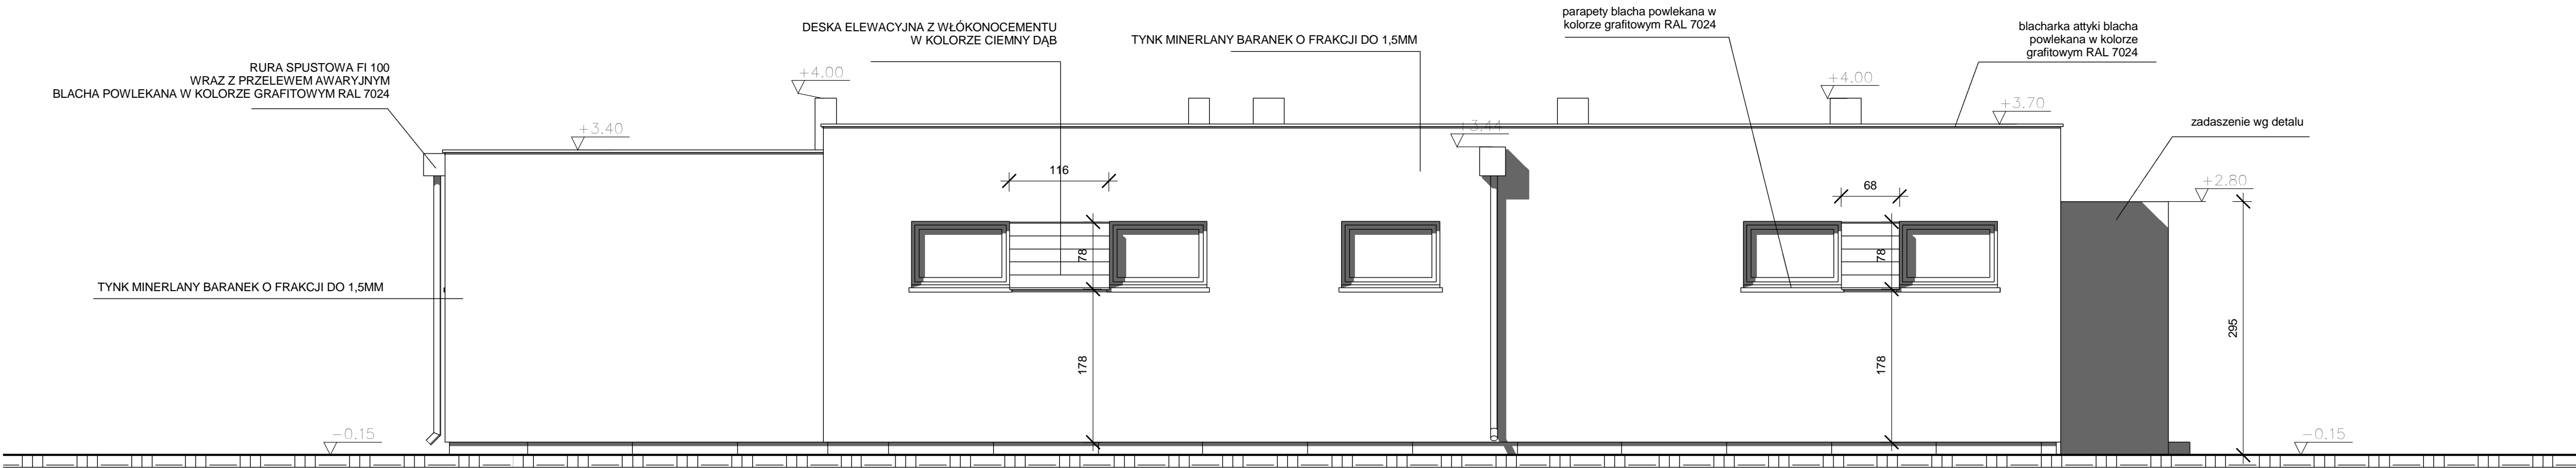 parapety blacha powlekana w
kolorze grafitowym RAL 7024
DESKA ELEWACYJNA Z WŁÓKONOCEMENTU
W KOLORZE CIEMNY DĄB
TYNK MINERLANY BARANEK O FRAKCJI DO 1,5MM
blacharka attyki blacha
powlekana w kolorze
grafitowym RAL 7024
RURA SPUSTOWA FI 100
WRAZ Z PRZELEWEM AWARYJNYM
BLACHA POWLEKANA W KOLORZE GRAFITOWYM RAL 7024
+4.00
+4.00
+3.70
+3.40
+3.44
zadaszenie wg detalu
116
68
+2.80
78
78
TYNK MINERLANY BARANEK O FRAKCJI DO 1,5MM
295
178
178
-0.15
-0.15